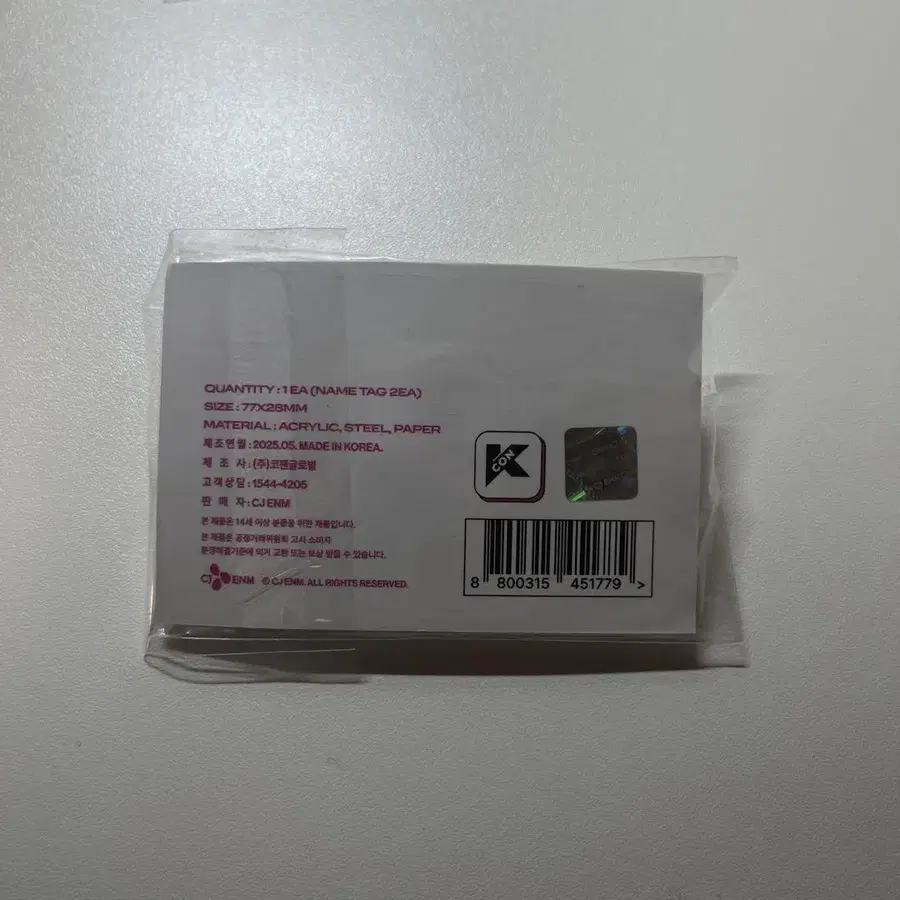 QUANTITY : 1 EA (NAME TAG 2EA)
SIZE : 77X28MM
MATERIAL : ACRYLIC, STEEL, PAPER
제조연월 : 2025.05. MADE IN KOREA.
제 조 사 : (주)코팬글로벌
고객상담 : 1544-4205
판 매 자 : CJ ENM
본 제품은 14세 이상 분들을 위한 제품입니다.
본 제품은 공정거래위원회 고시 소비자
분쟁해결기준에 의거 교환 또는 보상 받을 수 있습니다.
CJ ENM © CJ ENM. ALL RIGHTS RESERVED.
K CON
8 800315 451779 >